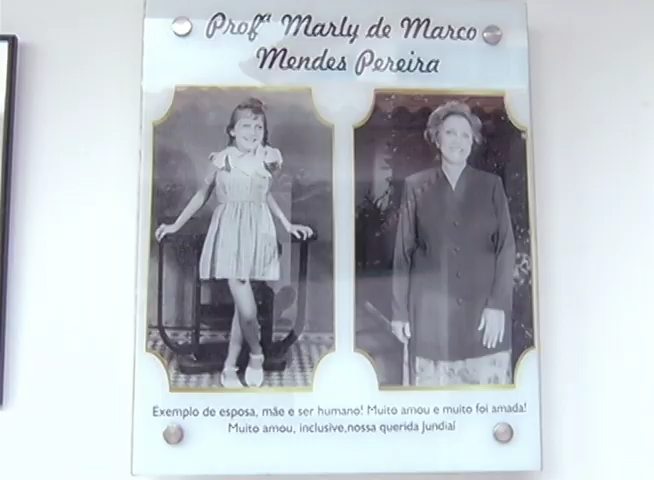 Profª Marly de Marco
Mendes Pereira
Exemplo de esposa, mãe e ser humano! Muito amou e muito foi amada!
Muito amou, inclusive,nossa querida Jundiaí